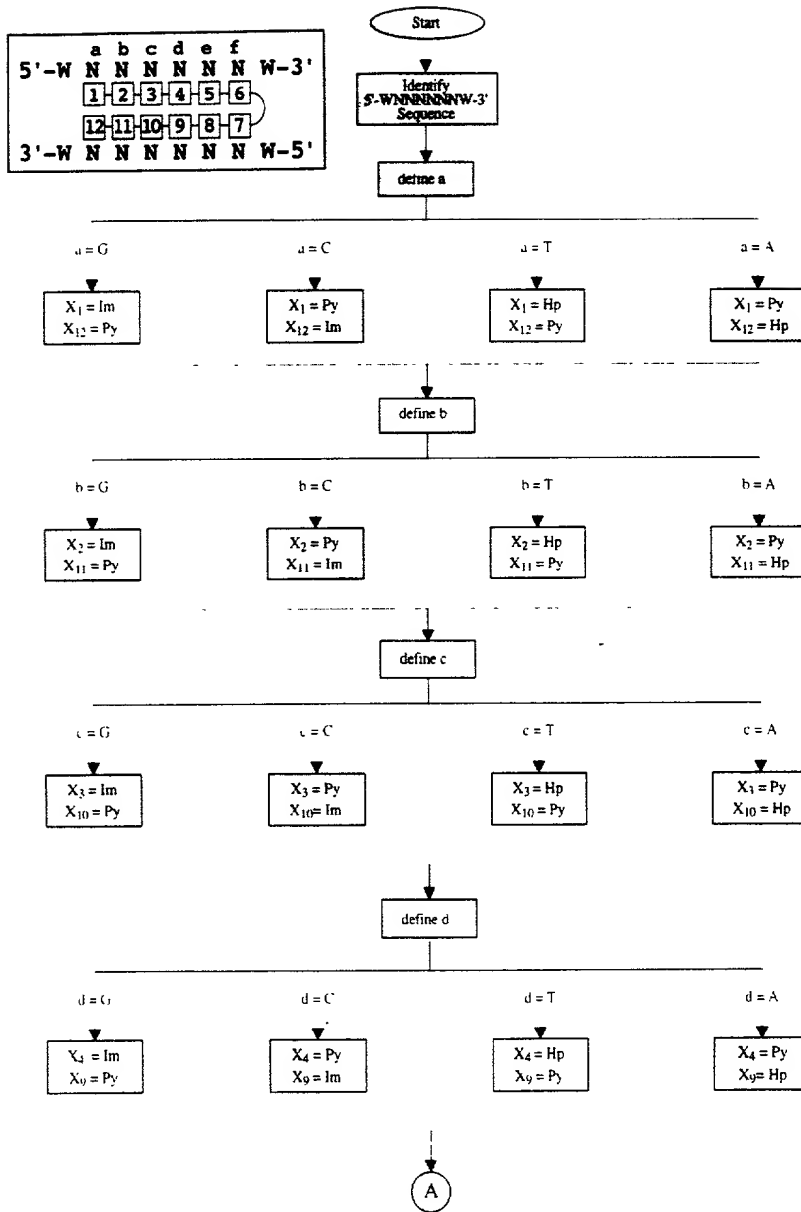 a b c d e f
5'-W N N N N N N W-3'
1 2 3 4 5 6
12 11 10 9 8 7
3'-W N N N N N N W-5'
Start
Identify
5'-WNNNNNNW-3'
Sequence
define a
a = G a = C a = T a = A
X1 = Im X1 = Py X1 = Hp X1 = Py
X12 = Py X12 = Im X12 = Py X12 = Hp
define b
b = G b = C b = T b = A
X2 = Im X2 = Py X2 = Hp X2 = Py
X11 = Py X11 = Im X11 = Py X11 = Hp
define c
c = G c = C c = T c = A
X3 = Im X3 = Py X3 = Hp X3 = Py
X10 = Py X10= Im X10 = Py X10 = Hp
define d
d = G d = C d = T d = A
X4 = Im X4 = Py X4 = Hp X4 = Py
X9 = Py X9 = Im X9 = Py X9= Hp
A